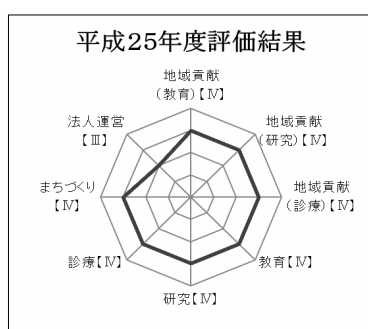 平成25年度評価結果
地域貢献
(教育)【Ⅳ】
地域貢献
(研究)【Ⅳ】
地域貢献
(診療)【Ⅳ】
教育【Ⅳ】
研究【Ⅳ】
診療【Ⅳ】
まちづくり
【Ⅳ】
法人運営
【Ⅲ】